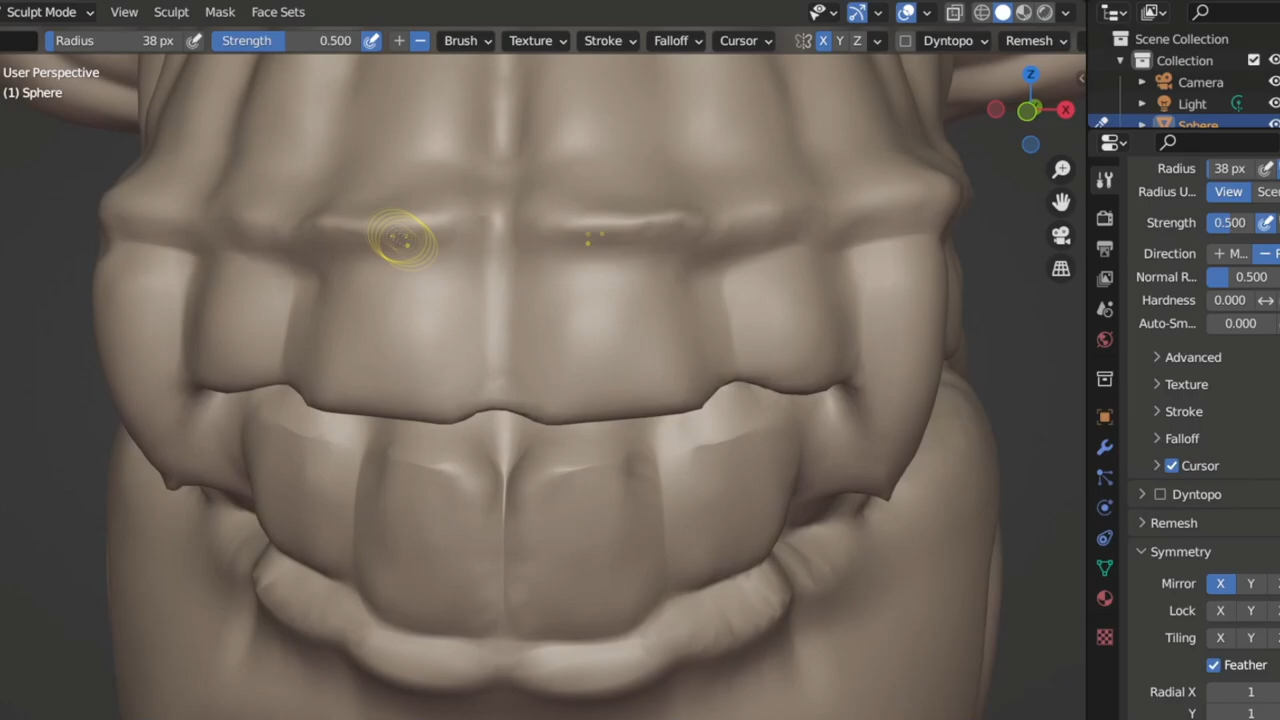 Sculpt Mode View Sculpt Mask Face Sets
Radius 38 px Strength 0.500 Brush Texture Stroke Falloff Cursor X Y Z Dyntopo Remesh
User Perspective
(1) Sphere
Z
X
Scene Collection
Collection
Camera
Light
Sphere
Radius 38 px
Radius U... View Sce
Strength 0.500
Direction + M...
Normal R... 0.500
Hardness 0.000
Auto-Sm... 0.000
Advanced
Texture
Stroke
Falloff
Cursor
Dyntopo
Remesh
Symmetry
Mirror X Y
Lock X Y
Tiling X Y
Feather
Radial X 1
Y 1